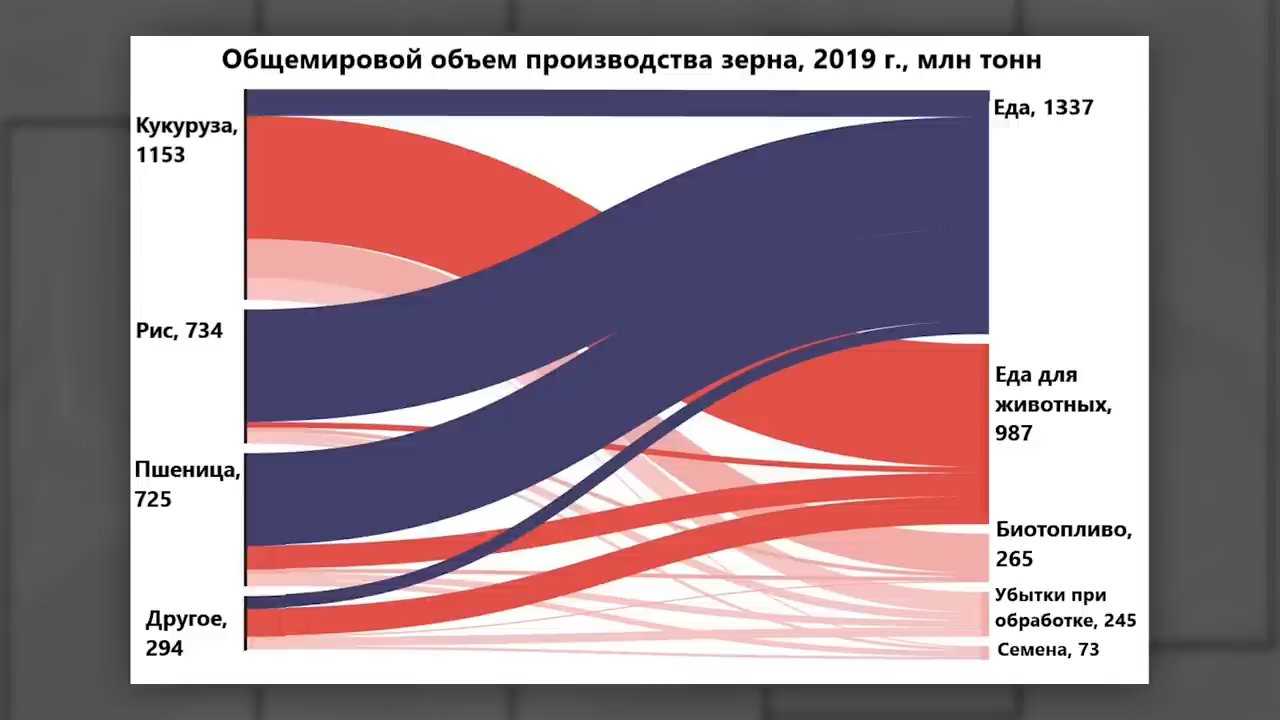 Общемировой объем производства зерна, 2019 г., млн тонн
Кукуруза,
1153
Рис, 734
Пшеница,
725
Другое,
294
Еда, 1337
Еда для
животных,
987
Биотопливо,
265
Убытки при
обработке, 245
Семена, 73